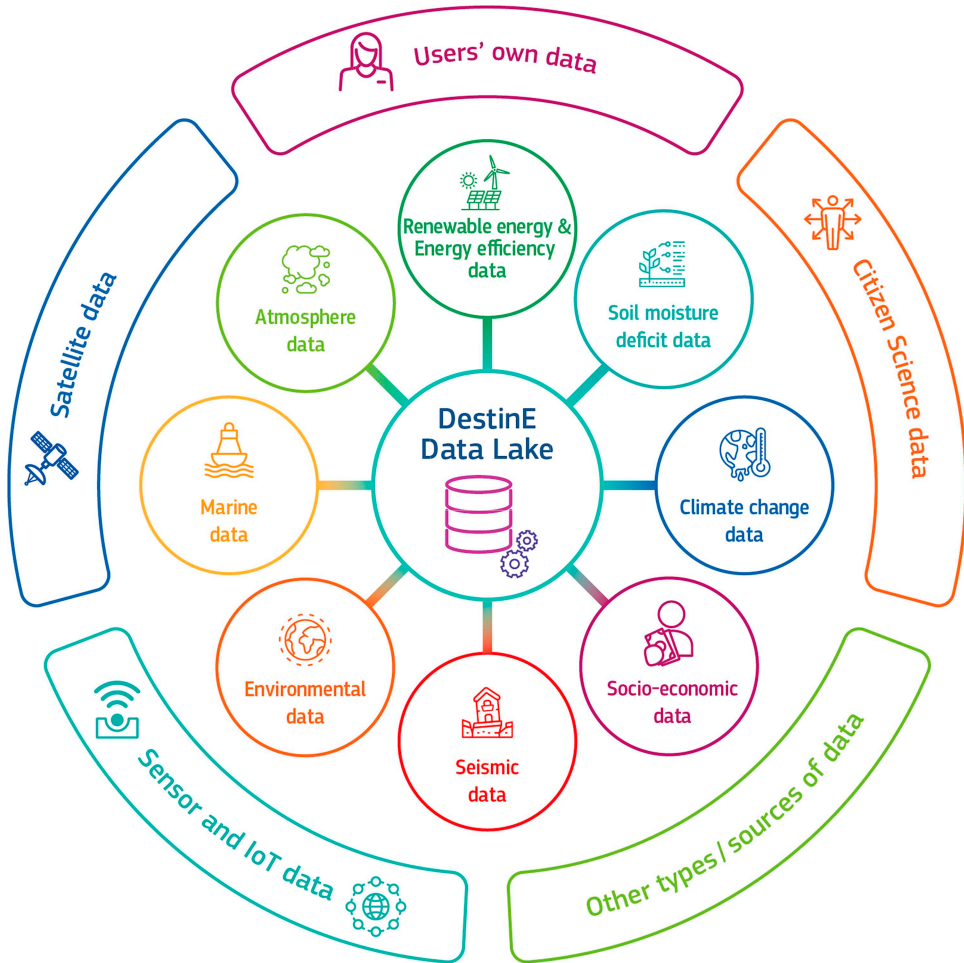 Users' own data
Citizen Science data
Other types/sources of data
Sensor and IoT data
Satellite data
Renewable energy &
Energy efficiency
data
Soil moisture
deficit data
Climate change
data
Socio-economic
data
Seismic
data
Environmental
data
Marine
data
Atmosphere
data
DestinE
Data Lake